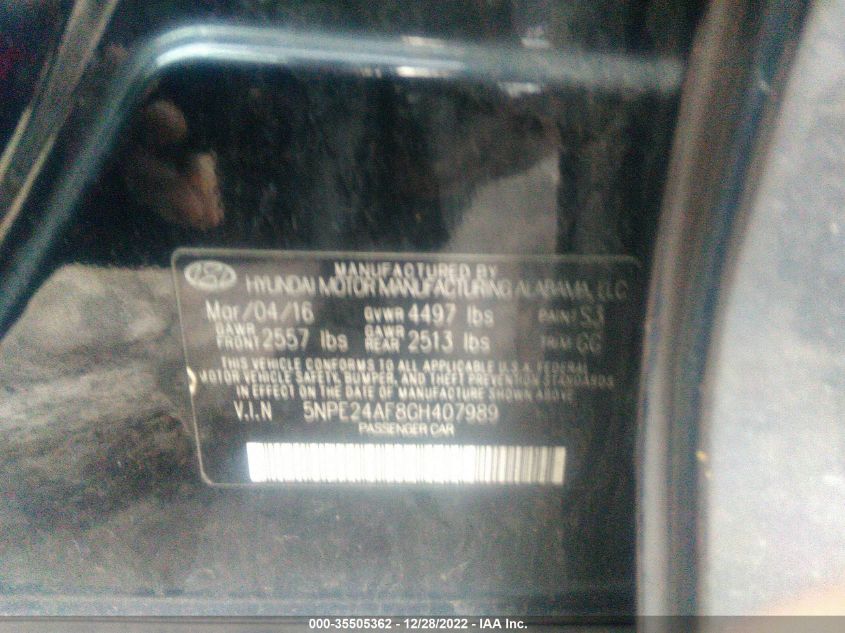 MANUFACTURED BY
HYUNDAI MOTOR MANUFACTURING ALABAMA, LLC
Mar/04/16 GVWR 4497 lbs PAINT S3
GAWR FRONT 2557 lbs GAWR REAR 2513 lbs TRIM GG
THIS VEHICLE CONFORMS TO ALL APPLICABLE U.S.A. FEDERAL
MOTOR VEHICLE SAFETY, BUMPER, AND THEFT PREVENTION STANDARDS
IN EFFECT ON THE DATE OF MANUFACTURE SHOWN ABOVE.
V.I.N 5NPE24AF8GH407989
PASSENGER CAR
000-35505362 - 12/28/2022 - IAA Inc.